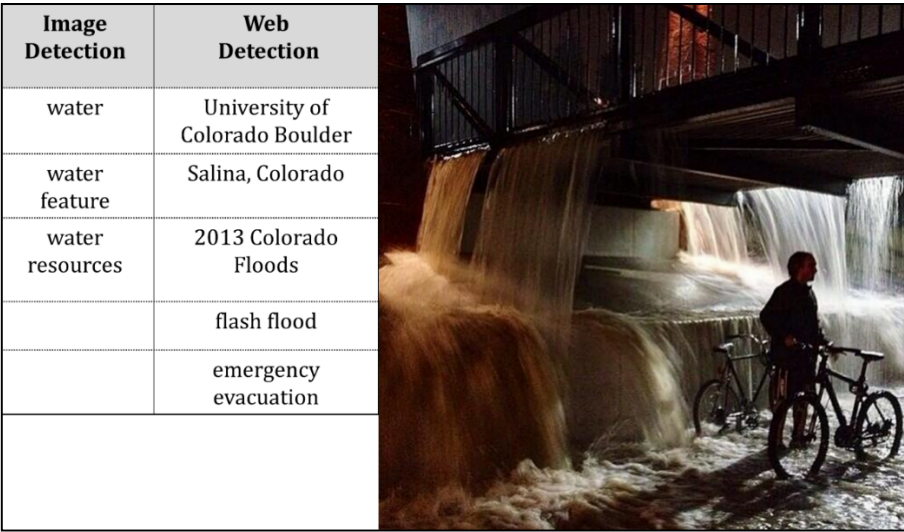 Image Web
Detection Detection
water University of
Colorado Boulder
water Salina, Colorado
feature
water 2013 Colorado
resources Floods
flash flood
emergency
evacuation